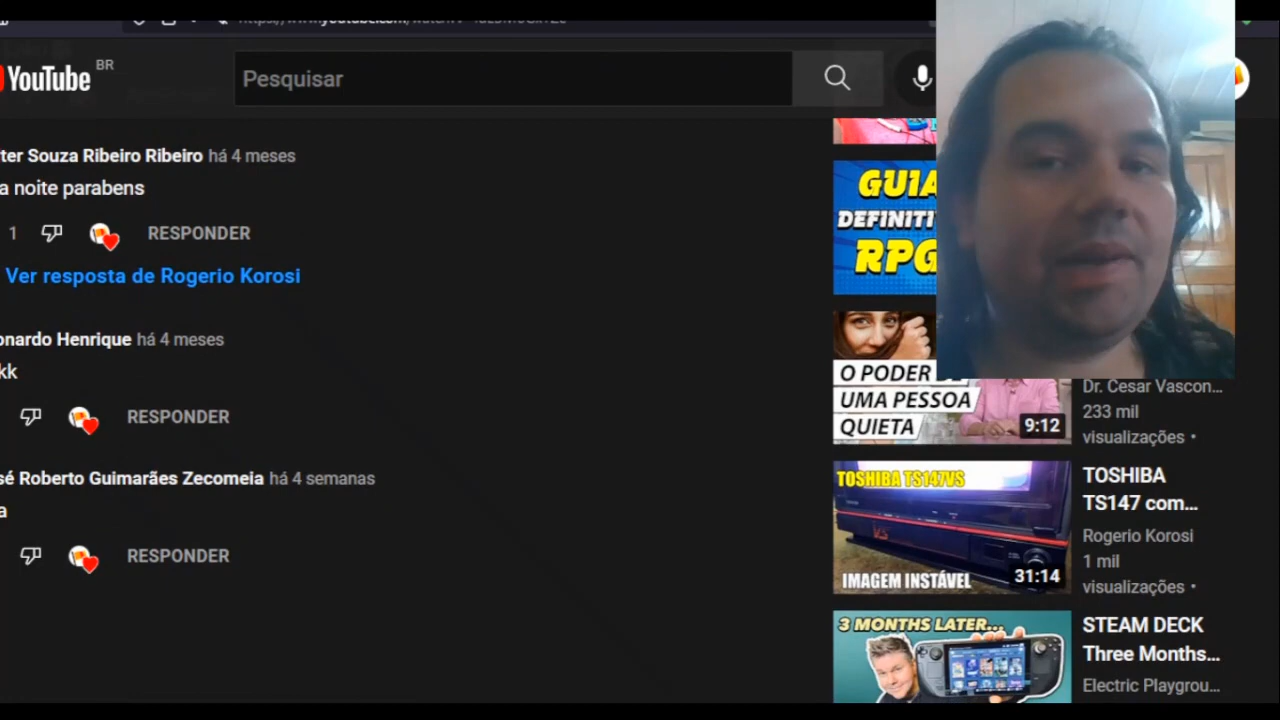 YouTube BR
Pesquisar
ter Souza Ribeiro Ribeiro há 4 meses
a noite parabens
1
RESPONDER
Ver resposta de Rogerio Korosi
onardo Henrique há 4 meses
kk
RESPONDER
sé Roberto Guimarães Zecomeia há 4 semanas
a
RESPONDER
GUIA
DEFINITI
RPG
O PODER
UMA PESSOA
QUIETA
9:12
Dr. Cesar Vascon...
233 mil
visualizações •
TOSHIBA TS147VS
IMAGEM INSTÁVEL
31:14
TOSHIBA
TS147 com...
Rogerio Korosi
1 mil
visualizações •
3 MONTHS LATER...
STEAM DECK
Three Months...
Electric Playgrou...